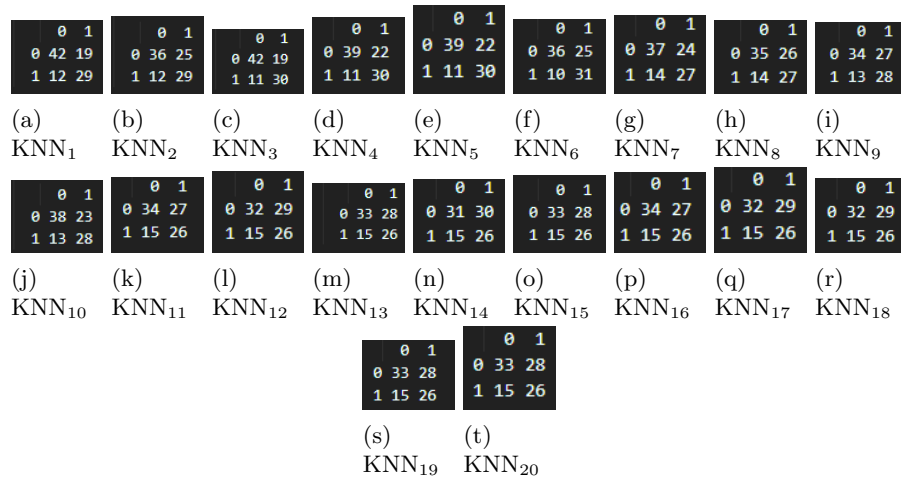 0 1
0 42 19
1 12 29
(a)
KNN₁
0 1
0 36 25
1 12 29
(b)
KNN₂
0 1
0 42 19
1 11 30
(c)
KNN₃
0 1
0 39 22
1 11 30
(d)
KNN₄
0 1
0 39 22
1 11 30
(e)
KNN₅
0 1
0 36 25
1 10 31
(f)
KNN₆
0 1
0 37 24
1 14 27
(g)
KNN₇
0 1
0 35 26
1 14 27
(h)
KNN₈
0 1
0 34 27
1 13 28
(i)
KNN₉
0 1
0 38 23
1 13 28
(j)
KNN₁₀
0 1
0 34 27
1 15 26
(k)
KNN₁₁
0 1
0 32 29
1 15 26
(l)
KNN₁₂
0 1
0 33 28
1 15 26
(m)
KNN₁₃
0 1
0 31 30
1 15 26
(n)
KNN₁₄
0 1
0 33 28
1 15 26
(o)
KNN₁₅
0 1
0 34 27
1 15 26
(p)
KNN₁₆
0 1
0 32 29
1 15 26
(q)
KNN₁₇
0 1
0 32 29
1 15 26
(r)
KNN₁₈
0 1
0 33 28
1 15 26
(s)
KNN₁₉
0 1
0 33 28
1 15 26
(t)
KNN₂₀